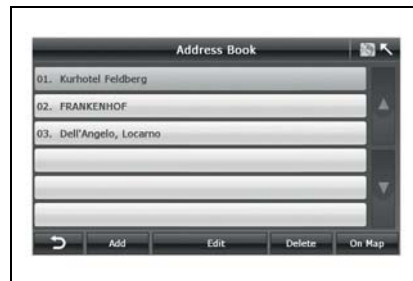 Address Book
01. Kurhotel Feldberg
02. FRANKENHOF
03. Dell'Angelo, Locarno
Add Edit Delete On Map